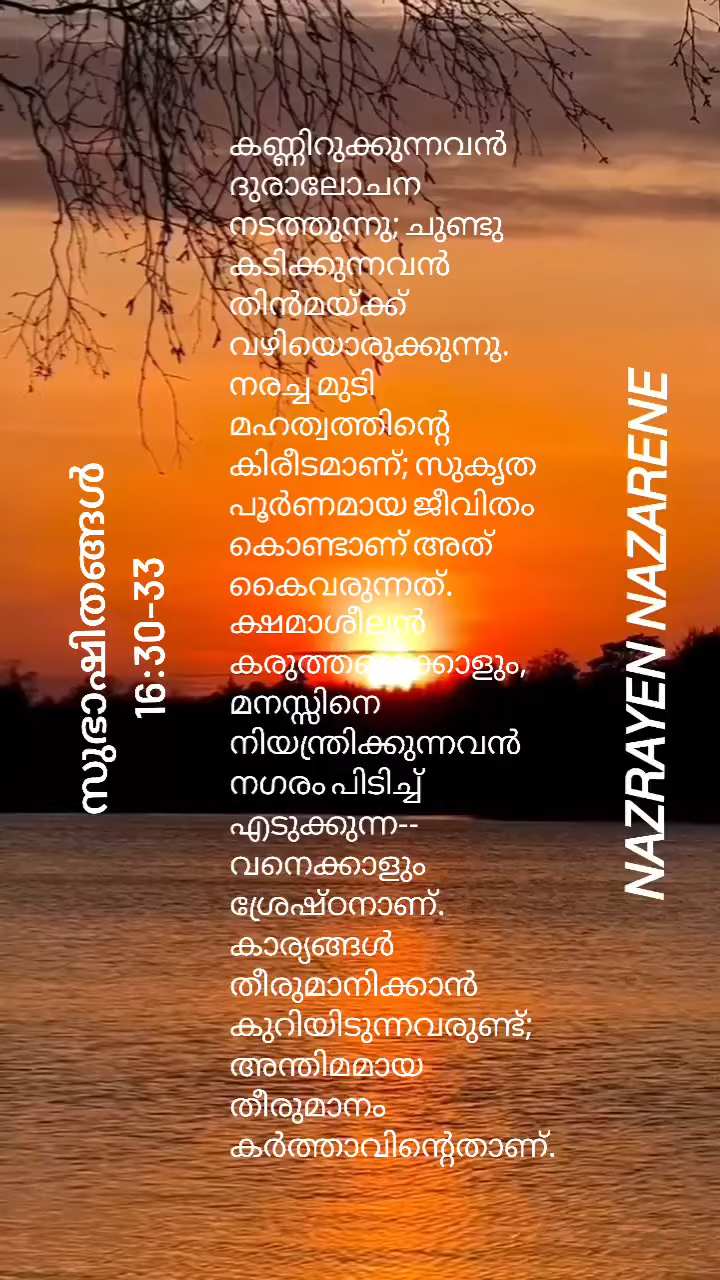 കണ്ണിറുക്കുന്നവൻ
ദുരാലോചന
നടത്തുന്നു; ചുണ്ടു
കടിക്കുന്നവൻ
തിൻമയ്ക്ക്
വഴിയൊരുക്കുന്നു.
നരച്ച മുടി
മഹത്വത്തിന്റെ
കിരീടമാണ്; സുകൃത
പൂർണമായ ജീവിതം
കൊണ്ടാണ് അത്
കൈവരുന്നത്.
ക്ഷമാശീലൻ
കരുത്തനെക്കാളും,
മനസ്സിനെ
നിയന്ത്രിക്കുന്നവൻ
നഗരം പിടിച്ച്
എടുക്കുന്ന--
വനെക്കാളും
ശ്രേഷ്ഠനാണ്.
കാര്യങ്ങൾ
തീരുമാനിക്കാൻ
കുറിയിടുന്നവരുണ്ട്;
അന്തിമമായ
തീരുമാനം
കർത്താവിന്റെതാണ്.
സുഭാഷിതങ്ങൾ
16:30-33
NAZRAYEN NAZARENE